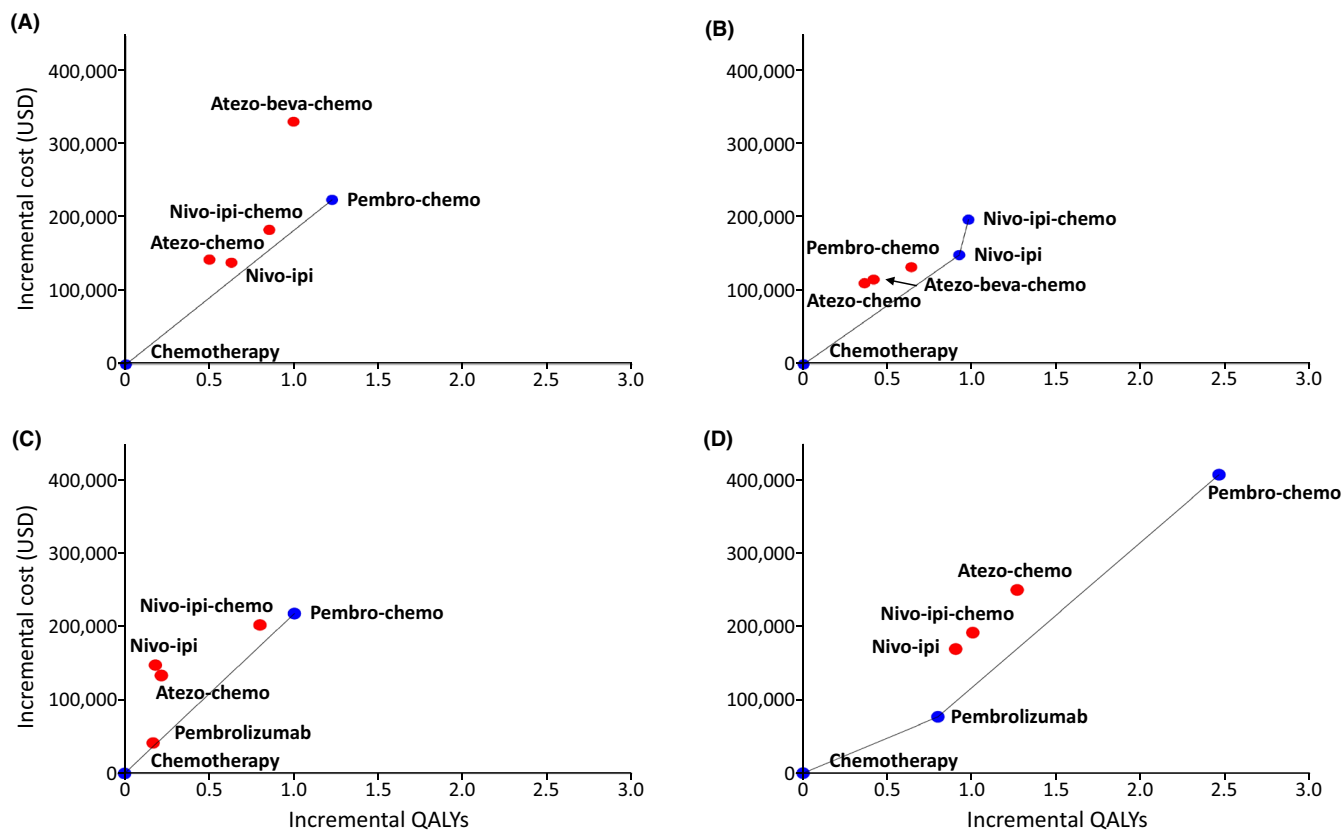 (A)
Incremental cost (USD)
400,000
300,000
200,000
100,000
0
Atezo-beva-chemo
Pembro-chemo
Nivo-ipi-chemo
Atezo-chemo
Nivo-ipi
Chemotherapy
0 0.5 1.0 1.5 2.0 2.5 3.0
(B)
400,000
300,000
200,000
100,000
0
Nivo-ipi-chemo
Pembro-chemo
Nivo-ipi
Atezo-beva-chemo
Atezo-chemo
Chemotherapy
0 0.5 1.0 1.5 2.0 2.5 3.0
(C)
Incremental cost (USD)
400,000
300,000
200,000
100,000
0
Nivo-ipi-chemo
Pembro-chemo
Nivo-ipi
Atezo-chemo
Pembrolizumab
Chemotherapy
0 0.5 1.0 1.5 2.0 2.5 3.0
Incremental QALYs
(D)
400,000
300,000
200,000
100,000
0
Pembro-chemo
Atezo-chemo
Nivo-ipi-chemo
Nivo-ipi
Pembrolizumab
Chemotherapy
0 0.5 1.0 1.5 2.0 2.5 3.0
Incremental QALYs